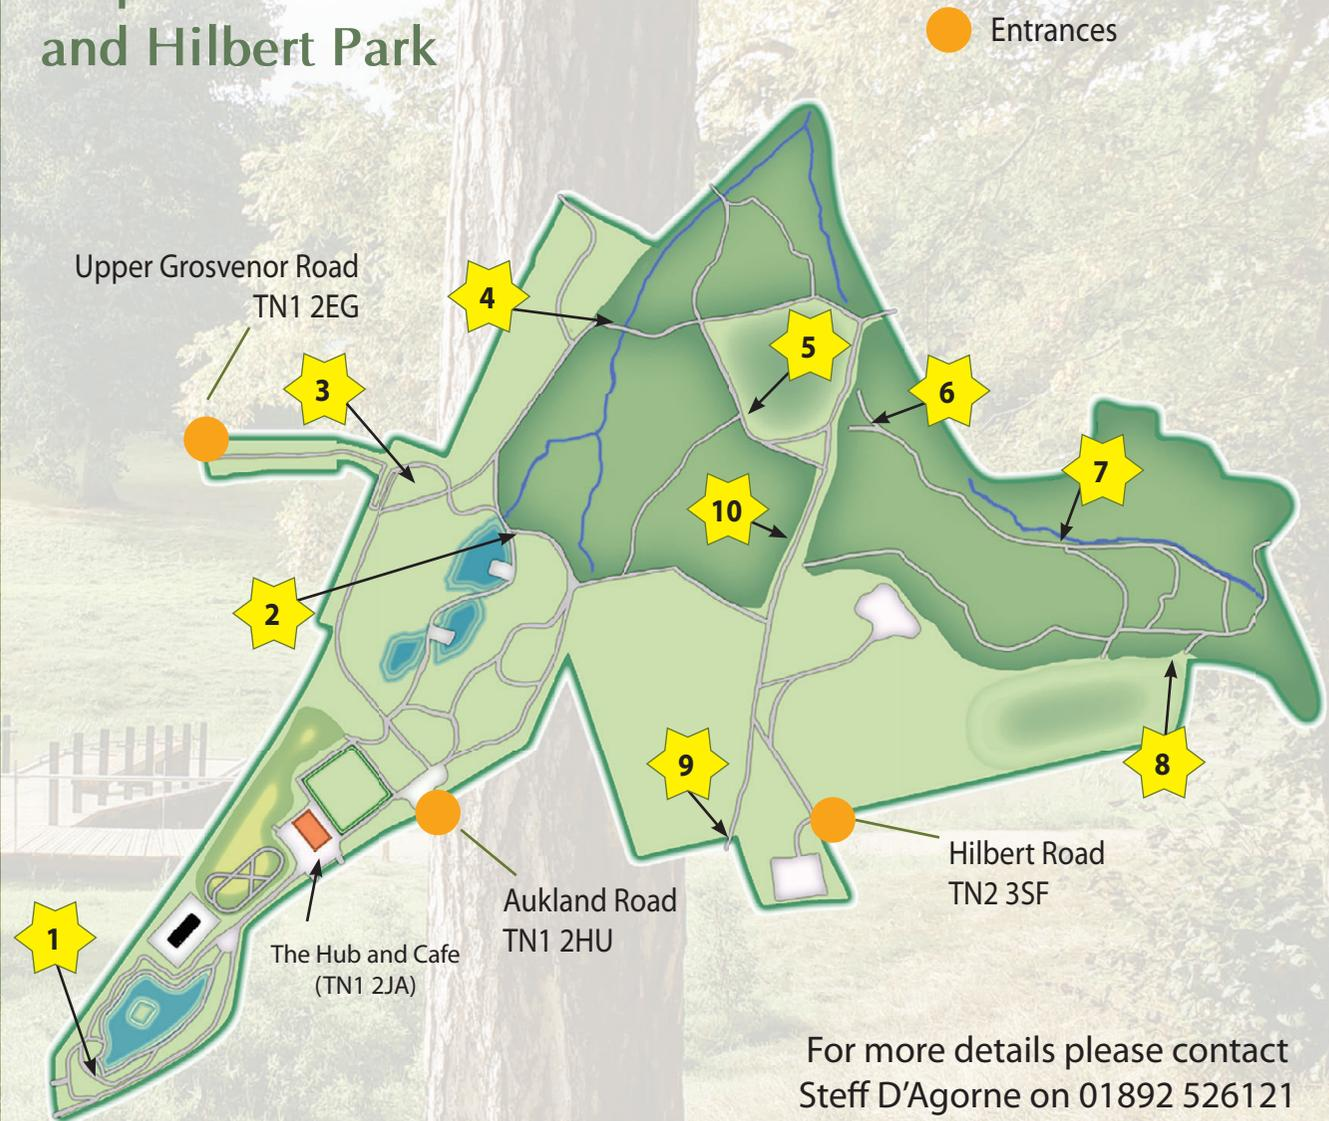 and Hilbert Park
Entrances
Upper Grosvenor Road
TN1 2EG
4
3
5
6
7
10
2
9
8
Hilbert Road
TN2 3SF
Aukland Road
TN1 2HU
1
The Hub and Cafe
(TN1 2JA)
For more details please contact
Steff D’Agorne on 01892 526121